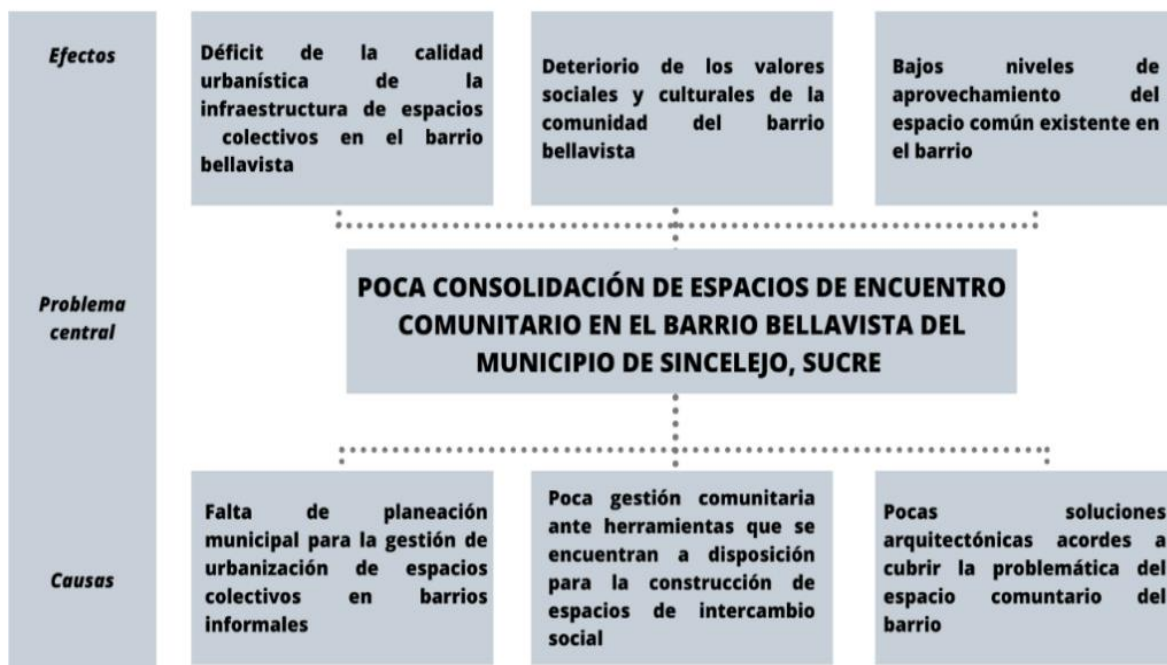 Efectos
Déficit de la calidad
urbanística de la
infraestructura de espacios
colectivos en el barrio
bellavista
Deterioro de los valores
sociales y culturales de la
comunidad del barrio
bellavista
Bajos niveles de
aprovechamiento del
espacio común existente en
el barrio
Problema
central
POCA CONSOLIDACIÓN DE ESPACIOS DE ENCUENTRO
COMUNITARIO EN EL BARRIO BELLAVISTA DEL
MUNICIPIO DE SINCELEJO, SUCRE
Causas
Falta de planeación
municipal para la gestión de
urbanización de espacios
colectivos en barrios
informales
Poca gestión comunitaria
ante herramientas que se
encuentran a disposición
para la construcción de
espacios de intercambio
social
Pocas soluciones
arquitectónicas acordes a
cubrir la problemática del
espacio comuntario del
barrio